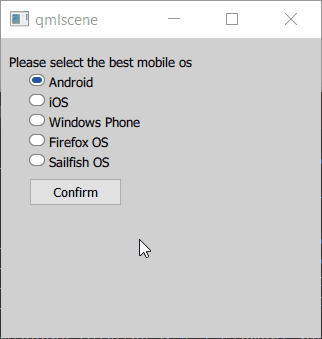 qmlscene
Please select the best mobile os
Android
iOS
Windows Phone
Firefox OS
Sailfish OS
Confirm